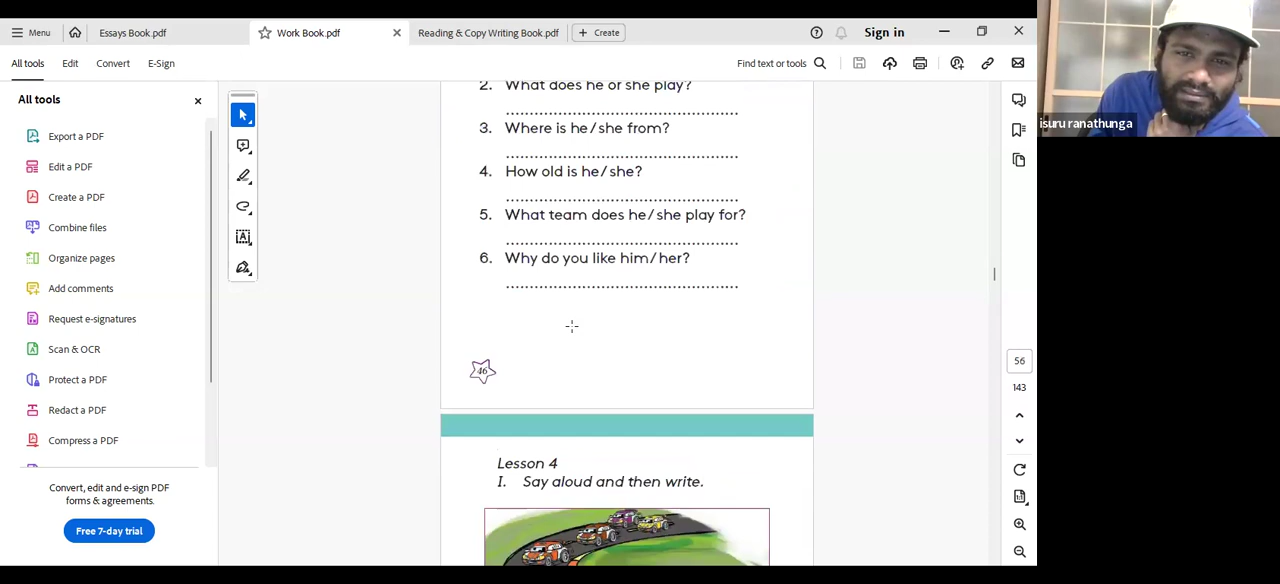 Menu
Essays Book.pdf
Work Book.pdf
Reading & Copy Writing Book.pdf
+ Create
Sign in
All tools
Edit
Convert
E-Sign
Find text or tools
All tools
Export a PDF
Edit a PDF
Create a PDF
Combine files
Organize pages
Add comments
Request e-signatures
Scan & OCR
Protect a PDF
Redact a PDF
Compress a PDF
Convert, edit and e-sign PDF
forms & agreements.
Free 7-day trial
2. What does he or she play?
................................................
3. Where is he/she from?
................................................
4. How old is he/she?
................................................
5. What team does he/she play for?
................................................
6. Why do you like him/her?
................................................
46
Lesson 4
I. Say aloud and then write.
56
143
isuru ranathunga